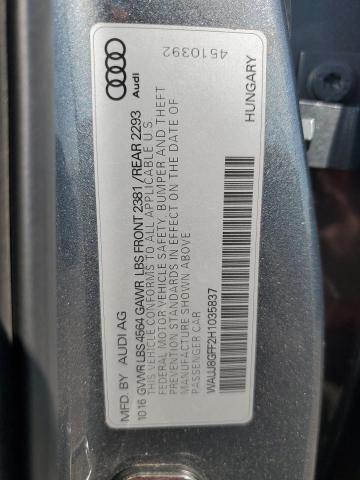 Audi
4510392
HUNGARY
MFD. BY AUDI AG
10 16 GVWR LBS 4564 GAWR LBS FRONT 2381 /REAR 2293
THIS VEHICLE CONFORMS TO ALL APPLICABLE U S
FEDERAL MOTOR VEHICLE SAFETY, BUMPER AND THEFT
PREVENTION STANDARDS IN EFFECT ON THE DATE OF
MANUFACTURE SHOWN ABOVE
PASSENGER CAR
WAUJ8GFF2H1035837